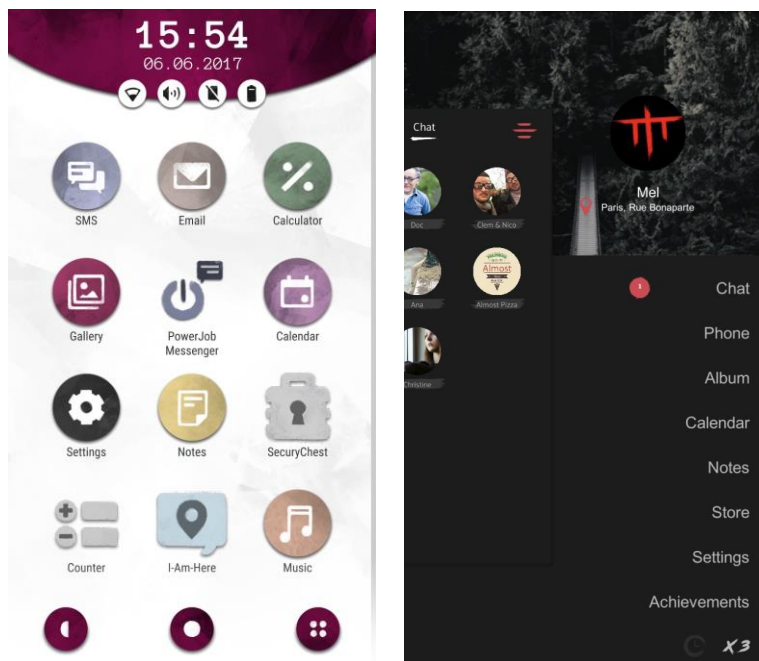 15:54
06.06.2017
SMS
Email
Calculator
Gallery
PowerJob
Messenger
Calendar
Settings
Notes
SecuryChest
Counter
I-Am-Here
Music
Chat
Doc
Clem & Nico
Ana
Almost
Almost Pizza
Christine
Mel
Paris, Rue Bonaparte
1
Chat
Phone
Album
Calendar
Notes
Store
Settings
Achievements
X3